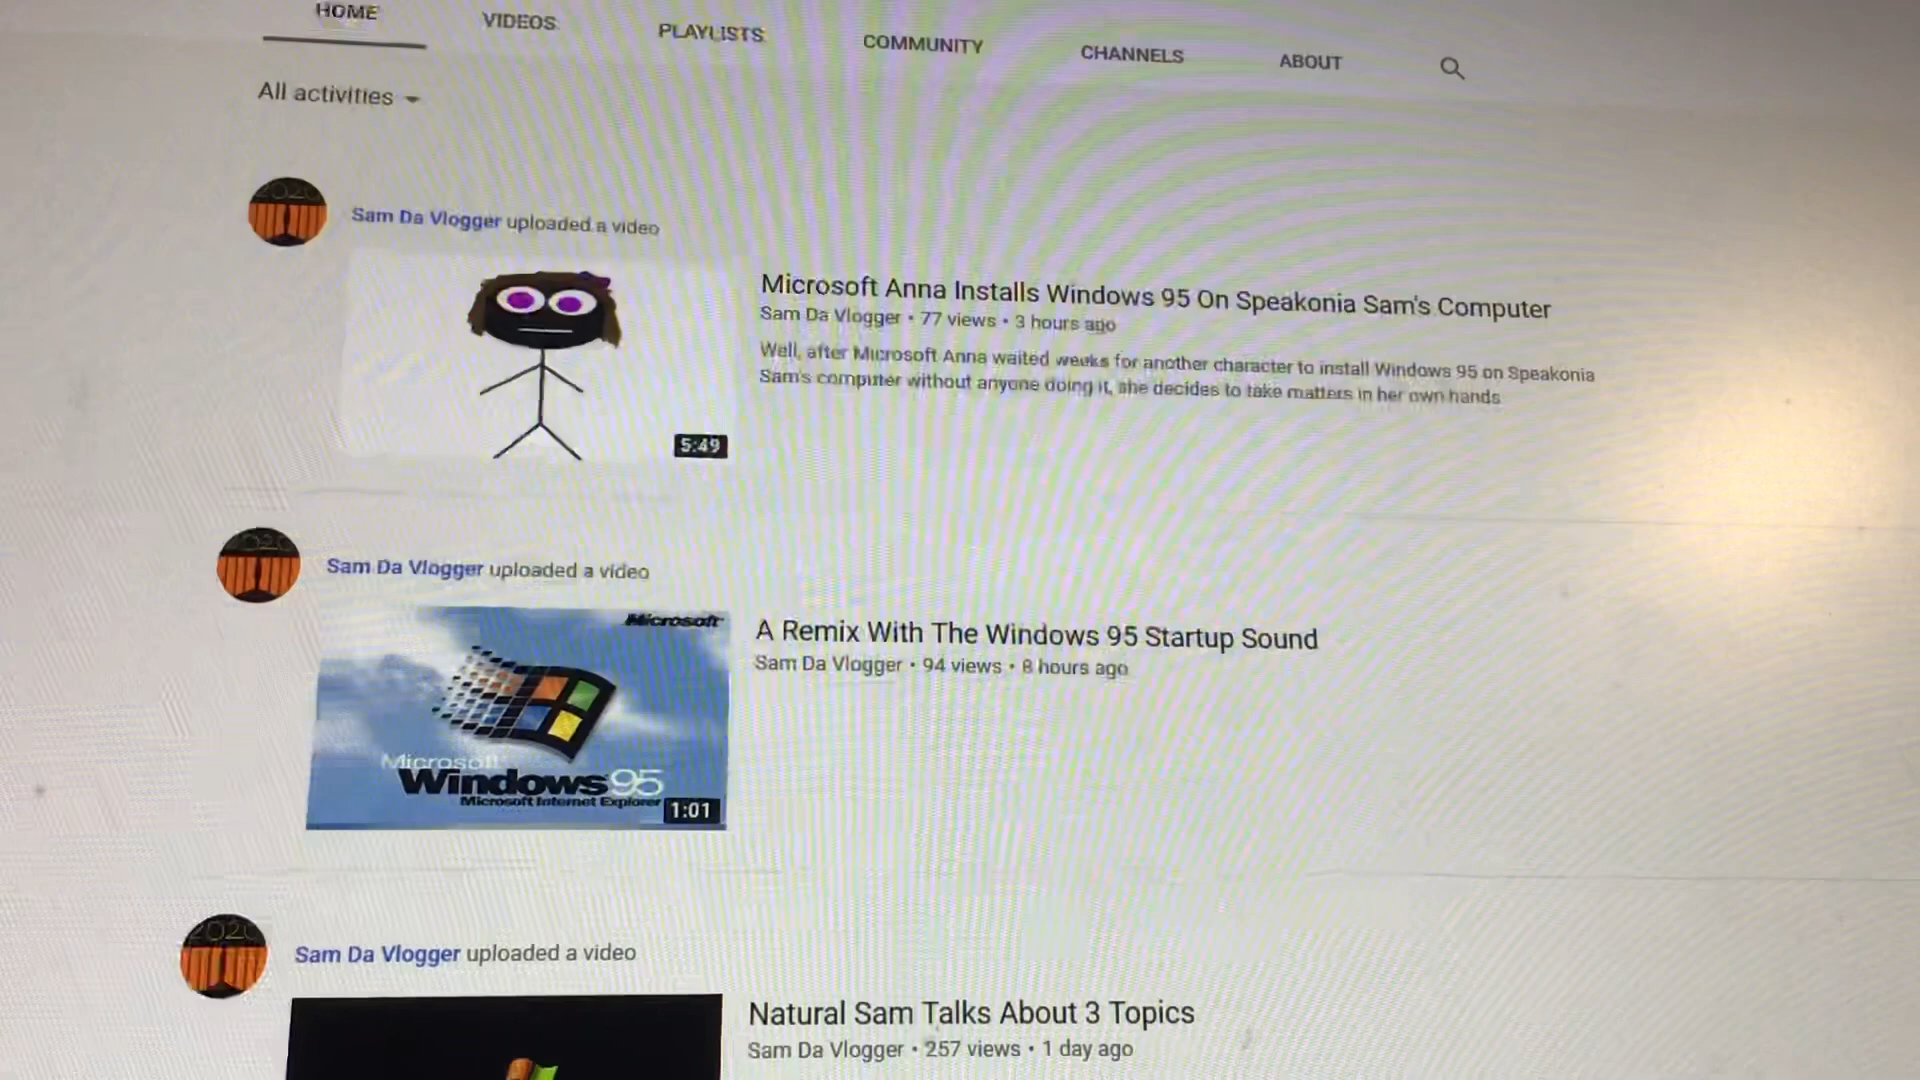 HOME VIDEOS PLAYLISTS COMMUNITY CHANNELS ABOUT
All activities
2020
Sam Da Vlogger uploaded a video
Microsoft Anna Installs Windows 95 On Speakonia Sam's Computer
Sam Da Vlogger • 77 views • 3 hours ago
Well, after Microsoft Anna waited weeks for another character to install Windows 95 on Speakonia
Sam's computer without anyone doing it, she decides to take matters in her own hands
5:49
2020
Sam Da Vlogger uploaded a video
Microsoft
Microsoft
Windows 95
Microsoft Internet Explorer
1:01
A Remix With The Windows 95 Startup Sound
Sam Da Vlogger • 94 views • 8 hours ago
2020
Sam Da Vlogger uploaded a video
Natural Sam Talks About 3 Topics
Sam Da Vlogger • 257 views • 1 day ago